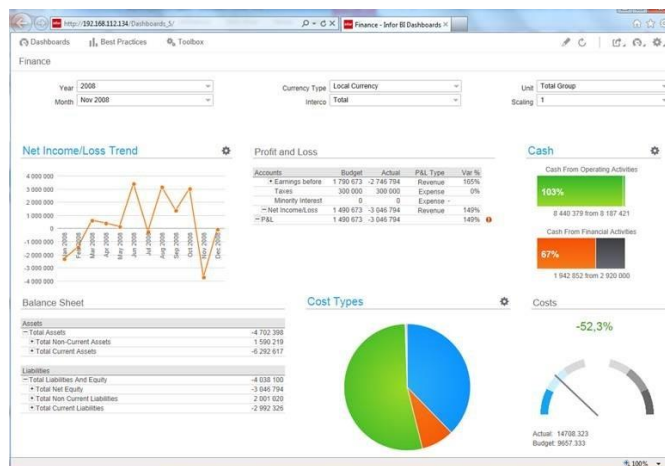 http://192.168.112.134/Dashboards_5/
Finance - Infor BI Dashboards
Dashboards Best Practices Toolbox
Finance
Year 2008 Currency Type Local Currency Unit Total Group
Month Nov 2008 Interco Total Scaling 1
Net Income/Loss Trend
4 000 000
3 000 000
2 000 000
1 000 000
0
-1 000 000
-2 000 000
-3 000 000
-4 000 000
Jan 2008
Feb 2008
Mar 2008
Apr 2008
May 2008
Jun 2008
Jul 2008
Aug 2008
Sep 2008
Oct 2008
Nov 2008
Dec 2008
Profit and Loss
Accounts Budget Actual P&L Type Var %
Earnings before 1 790 673 -2 746 794 Revenue 165%
Taxes 300 000 300 000 Expense 0%
Minority Interest 0 0 Expense -
Net Income/Loss 1 490 673 -3 046 794 Revenue 149%
P&L 1 490 673 -3 046 794 149%
Cash
Cash From Operating Activities
103%
8 440 379 from 8 187 421
Cash From Financial Activities
67%
1 942 852 from 2 920 000
Balance Sheet
Assets
Total Assets -4 702 398
Total Non-Current Assets 1 590 219
Total Current Assets -6 292 617
Liabilities
Total Liabilities And Equity -4 038 100
Total Net Equity -3 046 794
Total Non Current Liabilities 2 001 020
Total Current Liabilities -2 992 326
Cost Types
Costs
-52,3%
Actual: 14708.323
Budget: 9657.333
100%